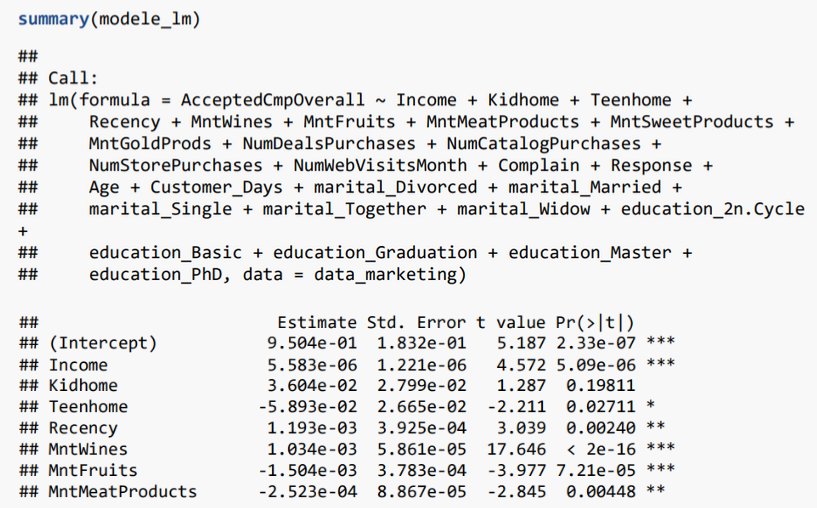 summary(modele_lm)
##
## Call:
## lm(formula = AcceptedCmpOverall ~ Income + Kidhome + Teenhome +
##     Recency + MntWines + MntFruits + MntMeatProducts + MntSweetProducts +
##     MntGoldProds + NumDealsPurchases + NumCatalogPurchases +
##     NumStorePurchases + NumWebVisitsMonth + Complain + Response +
##     Age + Customer_Days + marital_Divorced + marital_Married +
##     marital_Single + marital_Together + marital_Widow + education_2n.Cycle
+
##     education_Basic + education_Graduation + education_Master +
##     education_PhD, data = data_marketing)
##                       Estimate Std. Error t value Pr(>|t|)
## (Intercept)          9.504e-01  1.832e-01   5.187 2.33e-07 ***
## Income               5.583e-06  1.221e-06   4.572 5.09e-06 ***
## Kidhome              3.604e-02  2.799e-02   1.287  0.19811
## Teenhome            -5.893e-02  2.665e-02  -2.211  0.02711 *
## Recency              1.193e-03  3.925e-04   3.039  0.00240 **
## MntWines             1.034e-03  5.861e-05  17.646  < 2e-16 ***
## MntFruits           -1.504e-03  3.783e-04  -3.977 7.21e-05 ***
## MntMeatProducts     -2.523e-04  8.867e-05  -2.845  0.00448 **